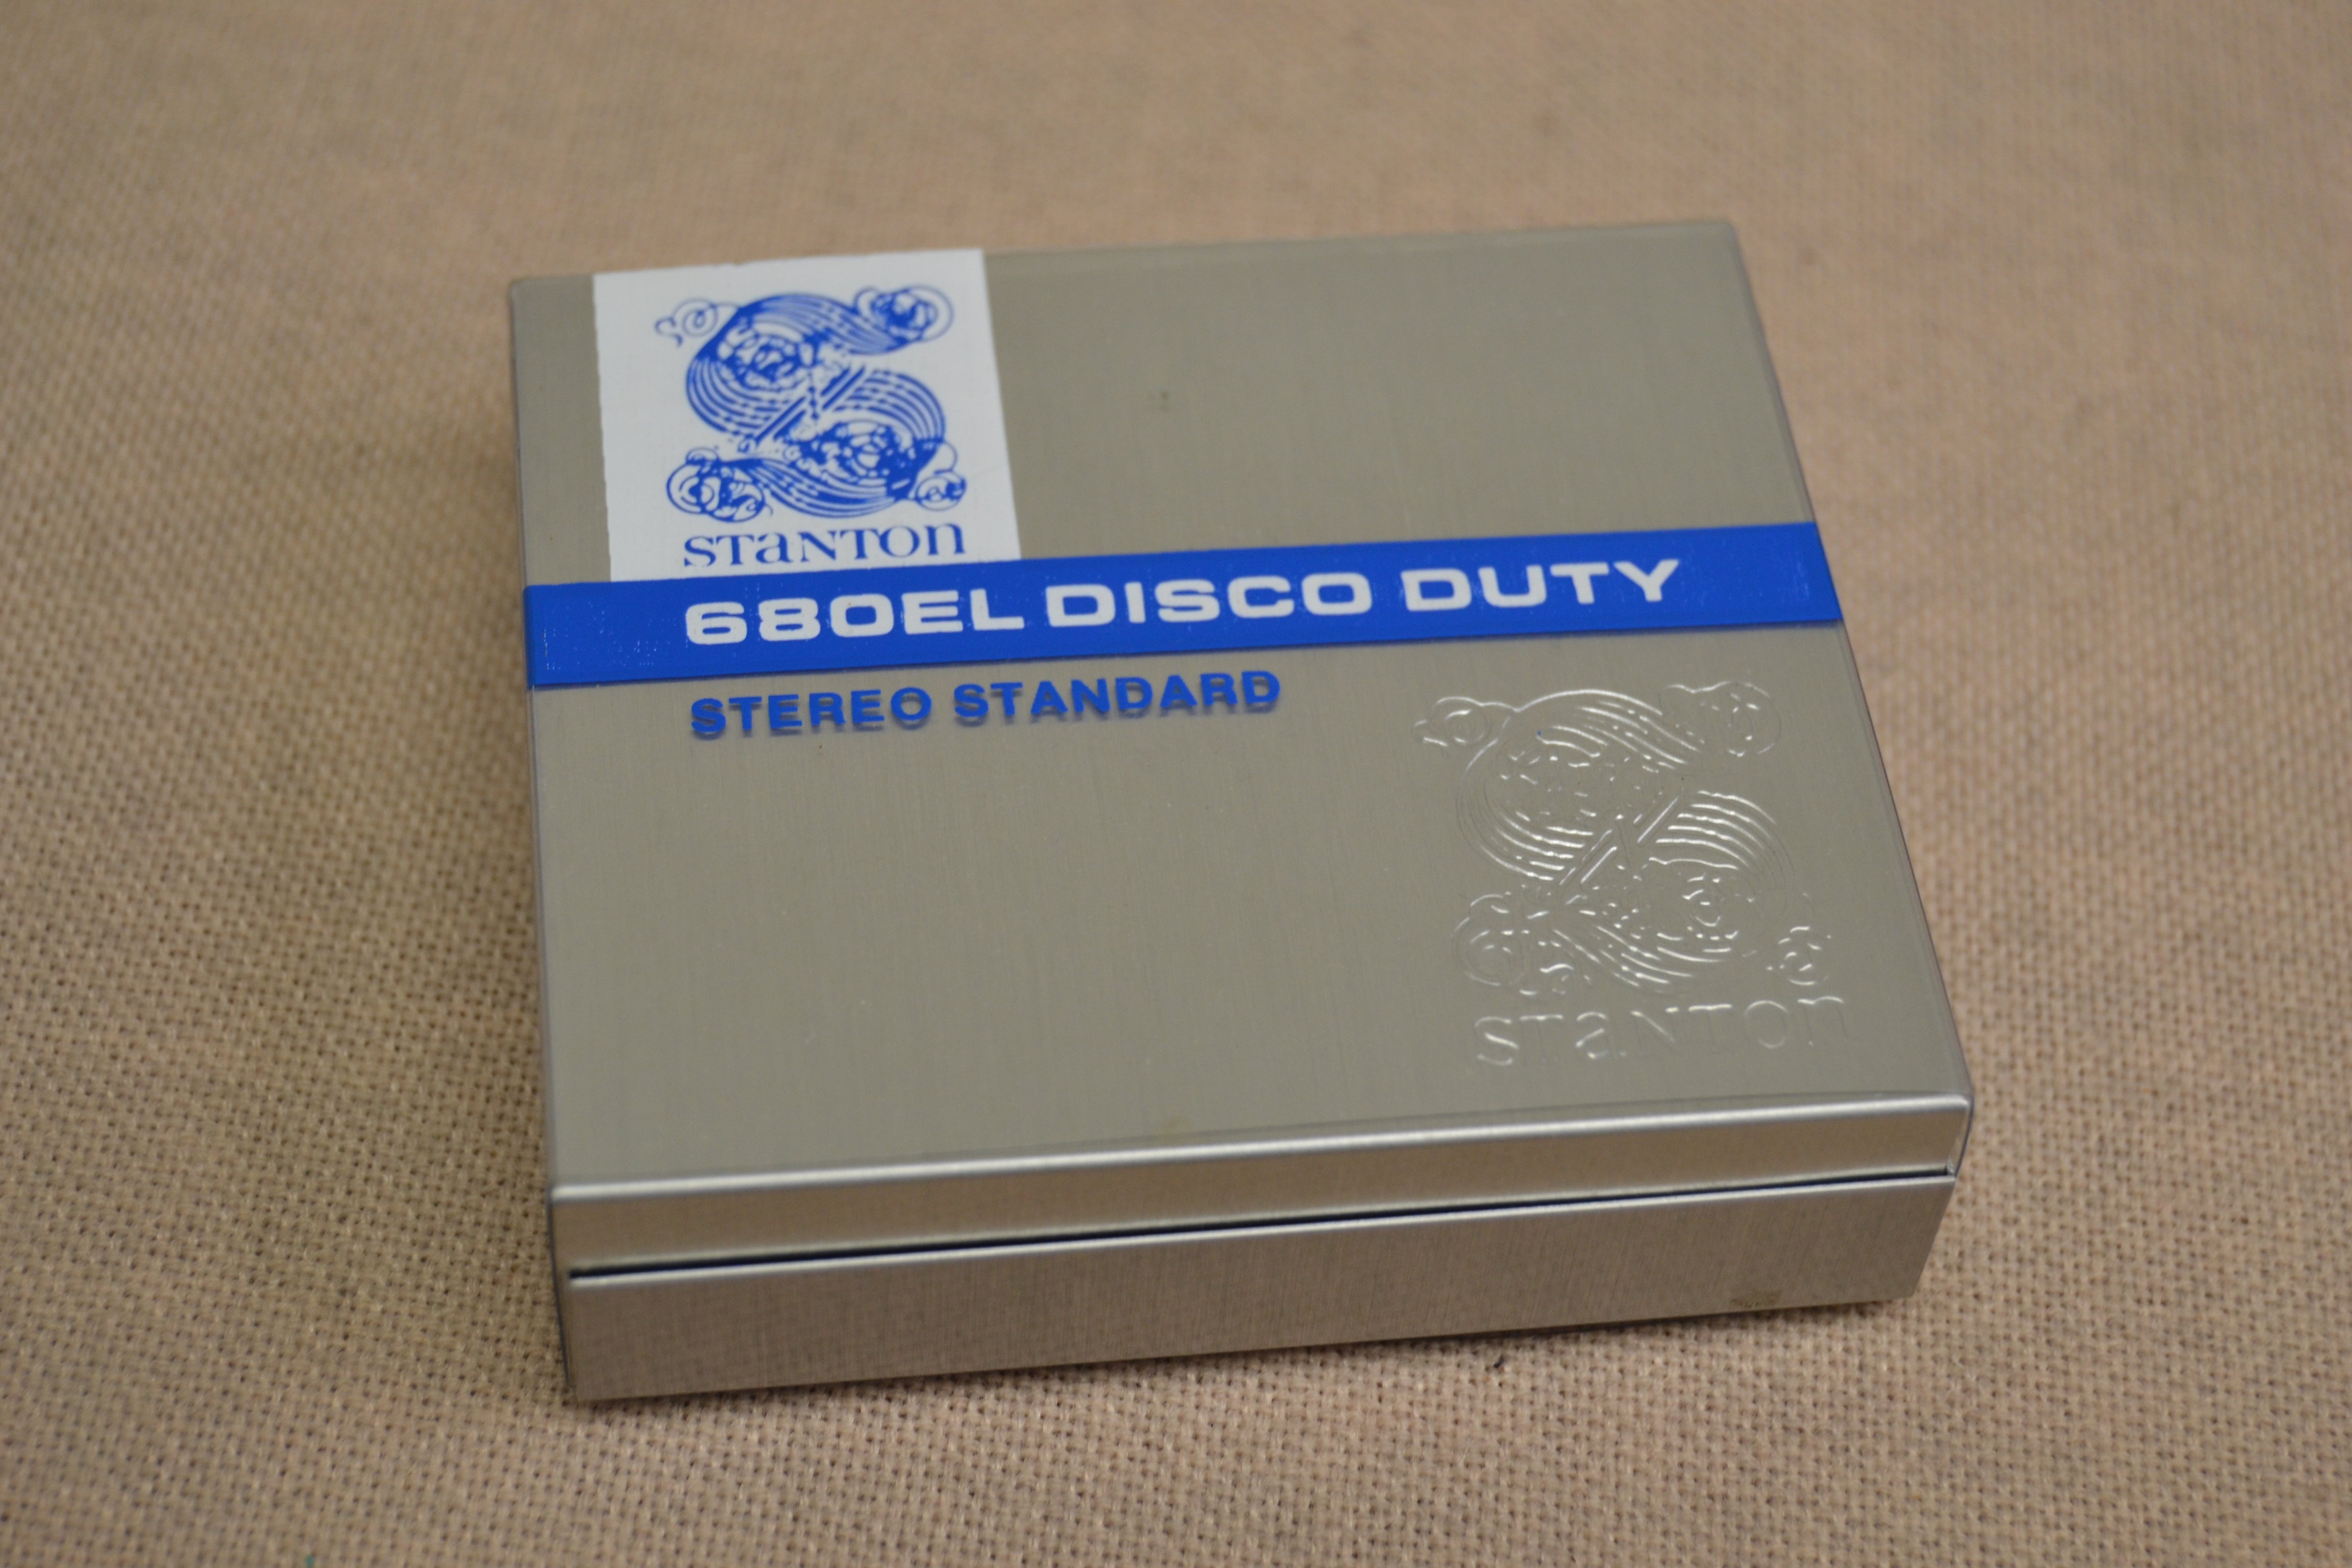 STaNTON
680EL DISCO DUTY
STEREO STANDARD
STaNTON